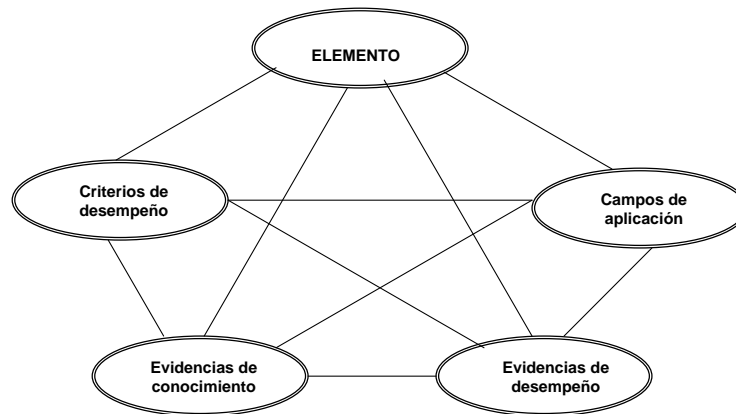 ELEMENTO
Criterios de
desempeño
Campos de
aplicación
Evidencias de
conocimiento
Evidencias de
desempeño